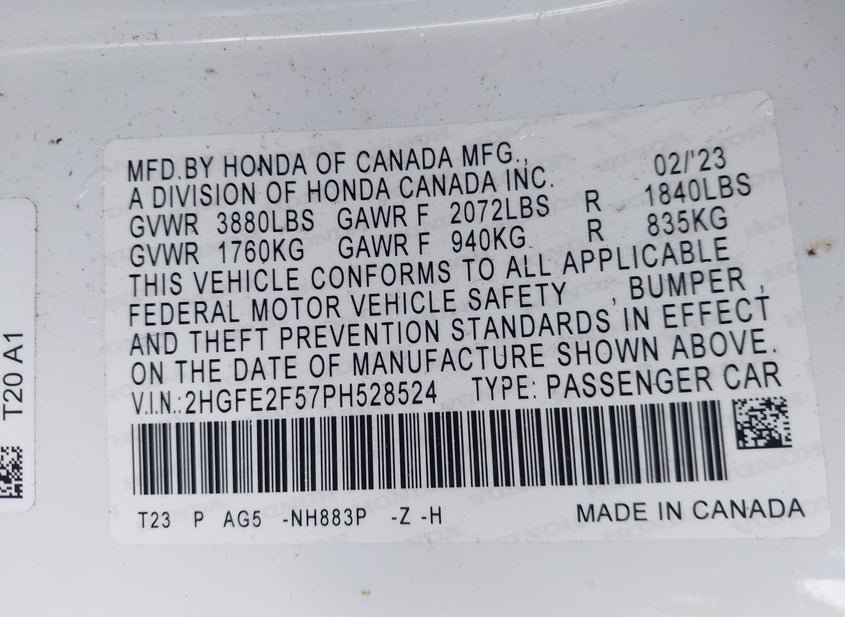 MFD.BY HONDA OF CANADA MFG., 02/'23
A DIVISION OF HONDA CANADA INC.
GVWR 3880LBS GAWR F 2072LBS R 1840LBS
GVWR 1760KG GAWR F 940KG R 835KG
THIS VEHICLE CONFORMS TO ALL APPLICABLE
FEDERAL MOTOR VEHICLE SAFETY , BUMPER ,
AND THEFT PREVENTION STANDARDS IN EFFECT
ON THE DATE OF MANUFACTURE SHOWN ABOVE.
V.I.N.:2HGFE2F57PH528524 TYPE: PASSENGER CAR
T23 P AG5 -NH883P -Z -H MADE IN CANADA
T20 A1